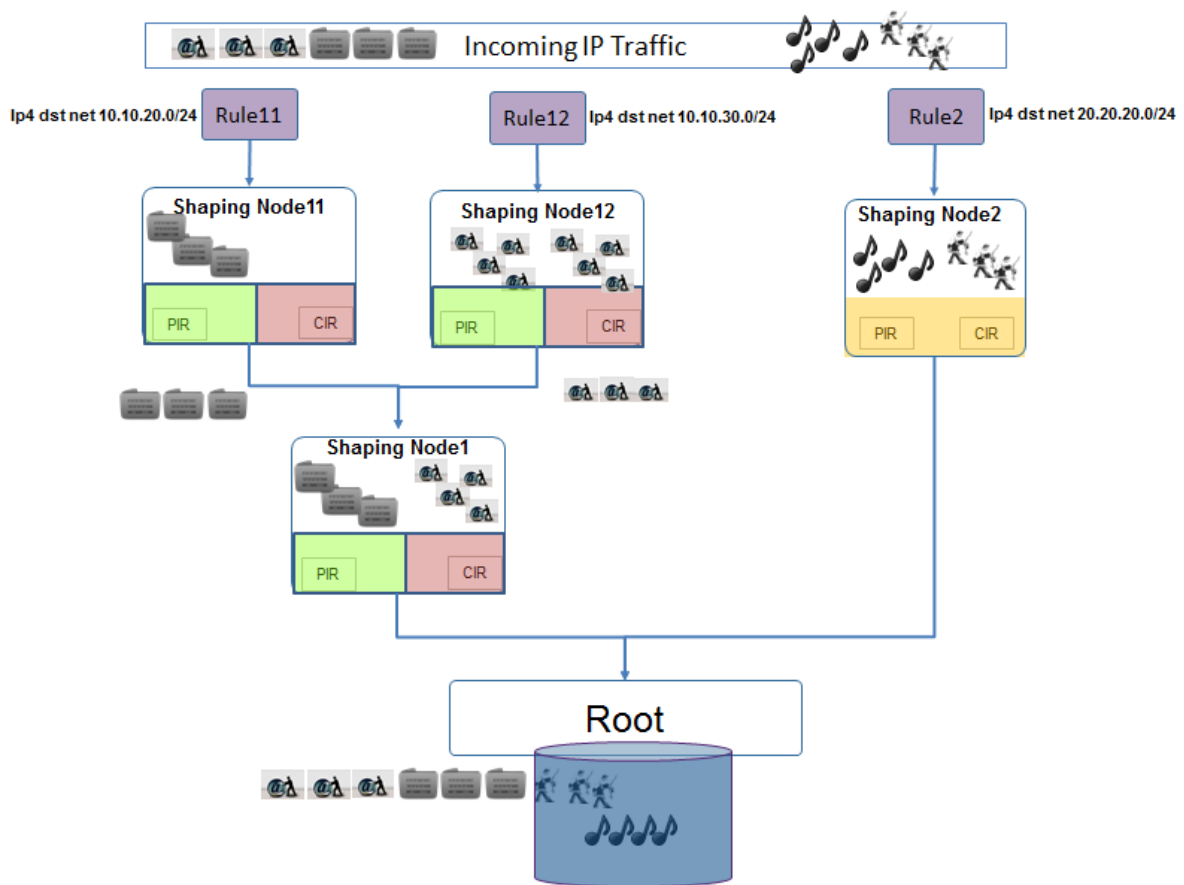 Incoming IP Traffic
Ip4 dst net 10.10.20.0/24
Rule11
Rule12
Ip4 dst net 10.10.30.0/24
Rule2
Ip4 dst net 20.20.20.0/24
Shaping Node11
Shaping Node12
Shaping Node2
PIR
CIR
PIR
CIR
PIR
CIR
Shaping Node1
PIR
CIR
Root